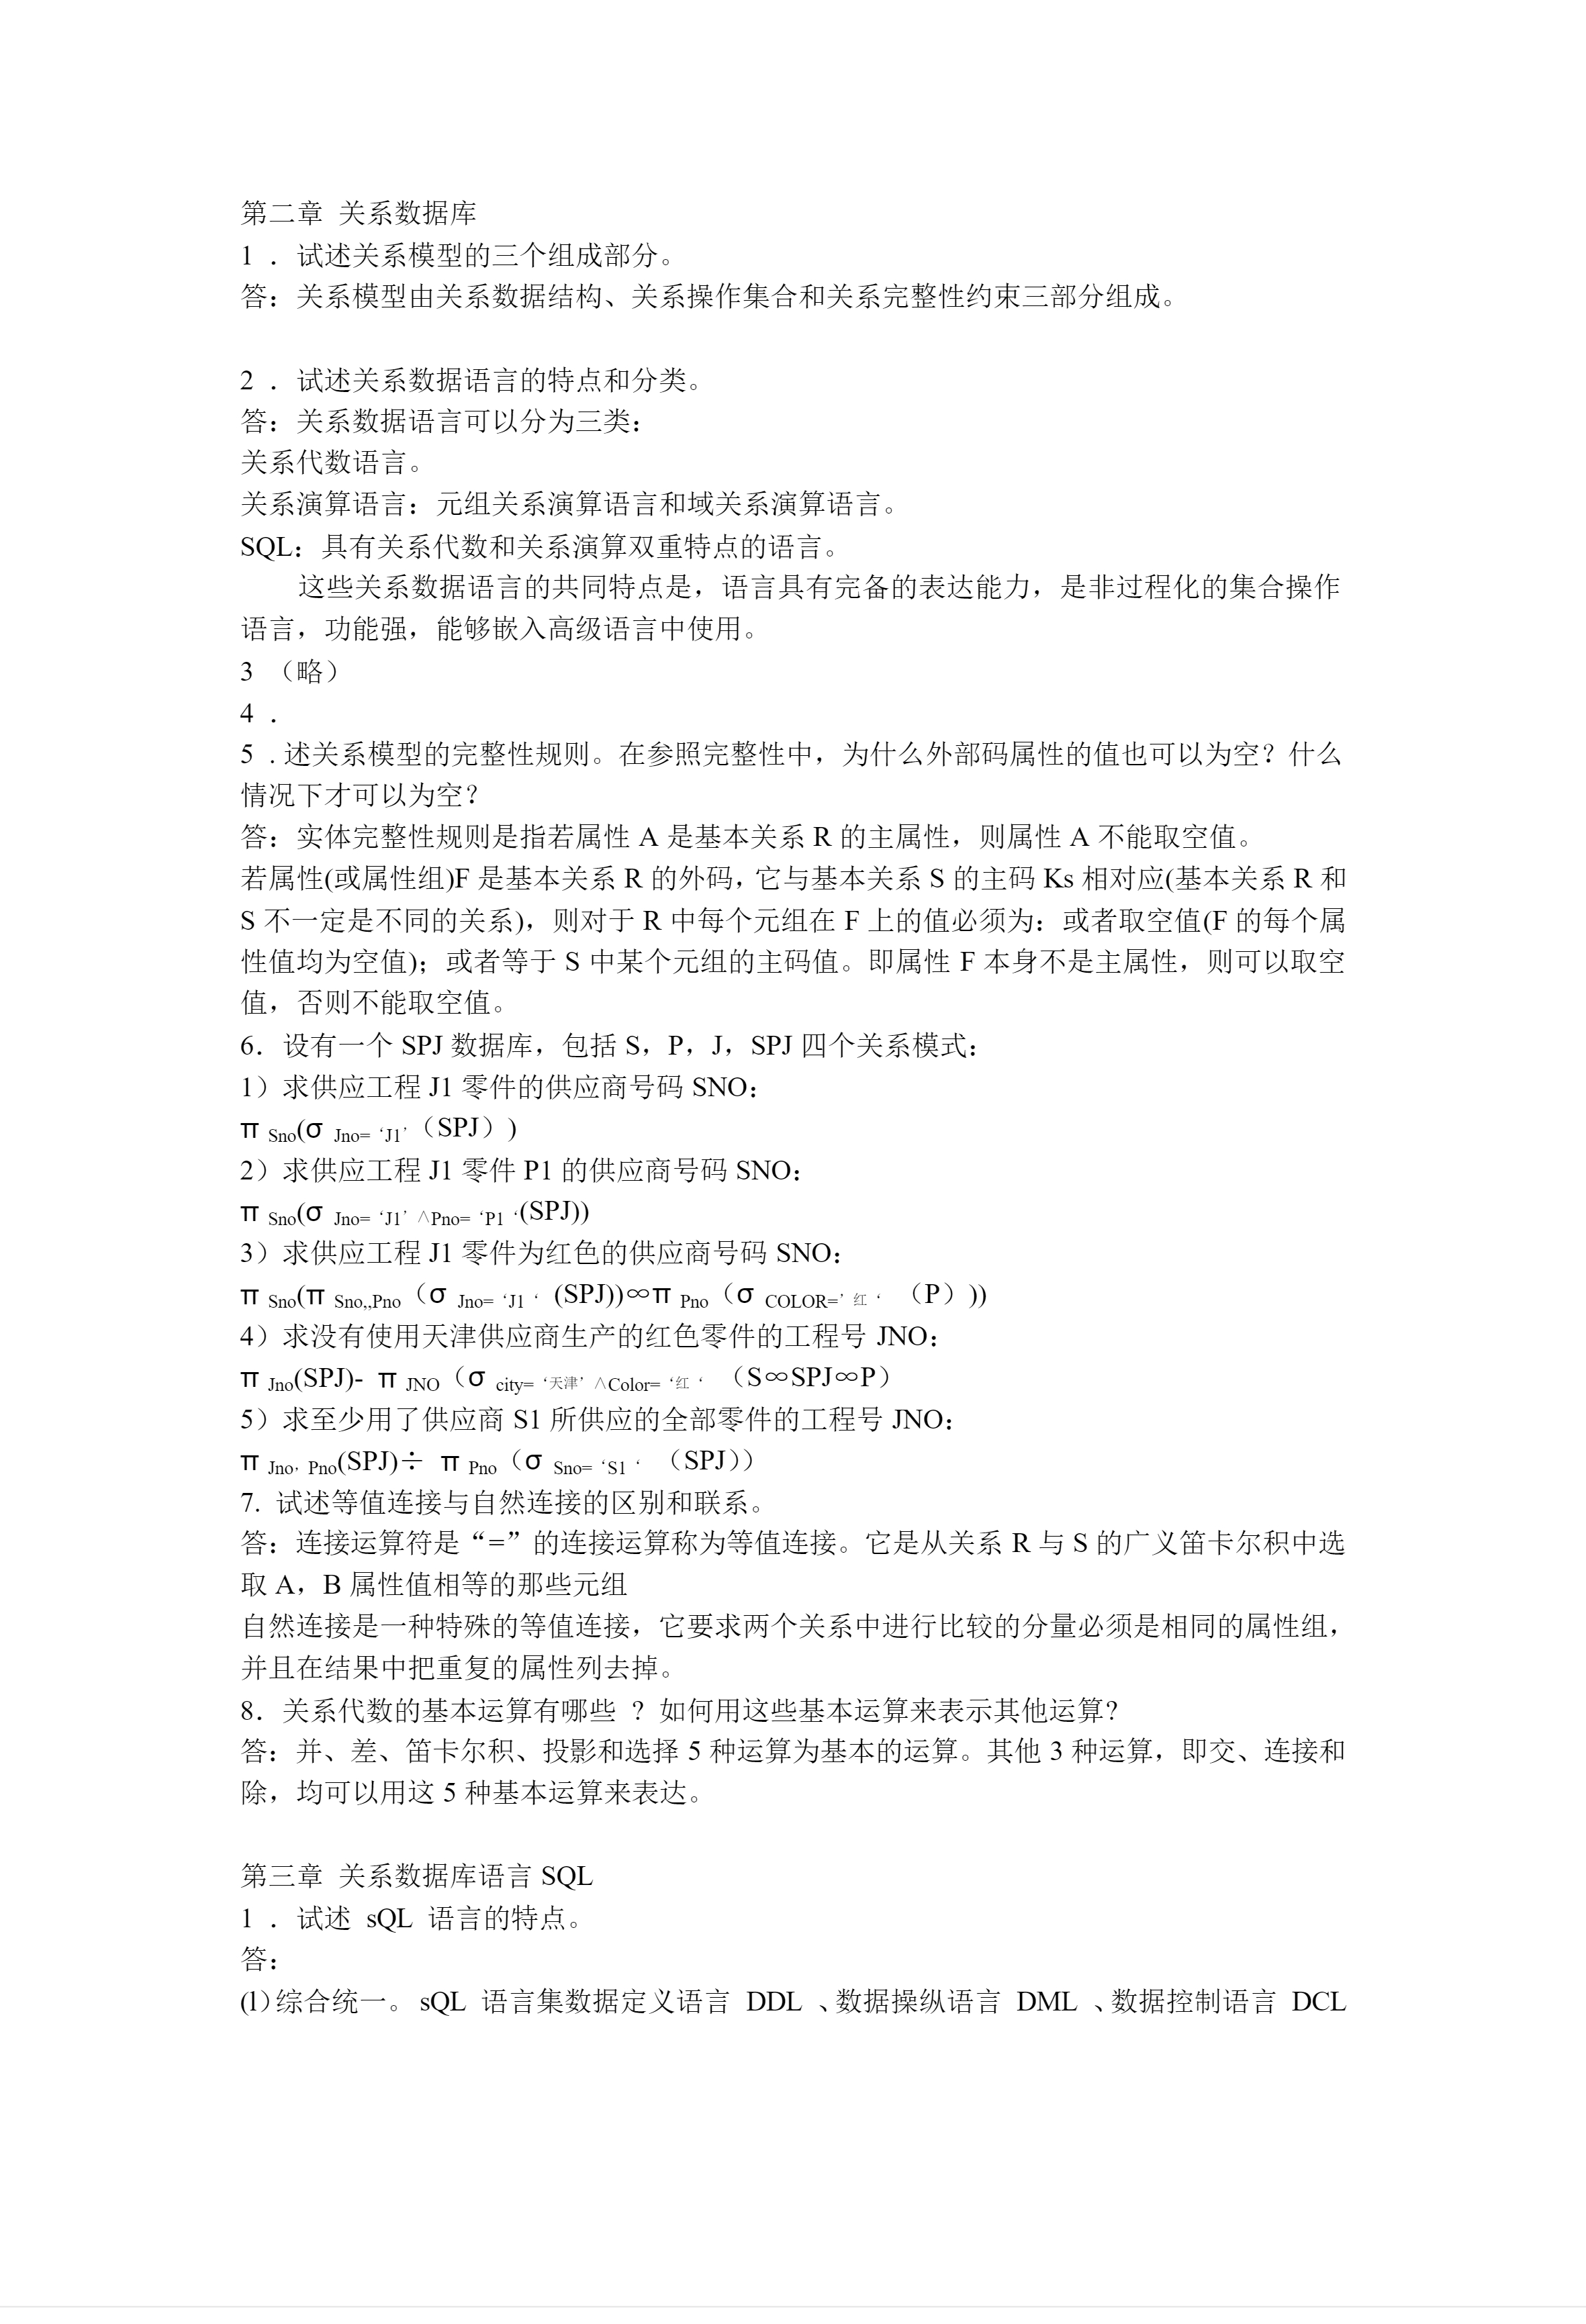 第二章 关系数据库
1 ．试述关系模型的三个组成部分。
答：关系模型由关系数据结构、关系操作集合和关系完整性约束三部分组成。
2 ．试述关系数据语言的特点和分类。
答：关系数据语言可以分为三类：
关系代数语言。
关系演算语言：元组关系演算语言和域关系演算语言。
SQL：具有关系代数和关系演算双重特点的语言。
这些关系数据语言的共同特点是，语言具有完备的表达能力，是非过程化的集合操作
语言，功能强，能够嵌入高级语言中使用。
3 （略）
4 ．
5 ．述关系模型的完整性规则。在参照完整性中，为什么外部码属性的值也可以为空？什么
情况下才可以为空？
答：实体完整性规则是指若属性 A 是基本关系 R 的主属性，则属性 A 不能取空值。
若属性(或属性组)F 是基本关系 R 的外码，它与基本关系 S 的主码 Ks 相对应(基本关系 R 和
S 不一定是不同的关系)，则对于 R 中每个元组在 F 上的值必须为：或者取空值(F 的每个属
性值均为空值)；或者等于 S 中某个元组的主码值。即属性 F 本身不是主属性，则可以取空
值，否则不能取空值。
6．设有一个 SPJ 数据库，包括 S，P，J，SPJ 四个关系模式：
1）求供应工程 J1 零件的供应商号码 SNO：
π Sno(σ Jno=‘J1’（SPJ）)
2）求供应工程 J1 零件 P1 的供应商号码 SNO：
π Sno(σ Jno=‘J1’∧Pno=‘P1‘(SPJ))
3）求供应工程 J1 零件为红色的供应商号码 SNO：
π Sno(π Sno,,Pno（σ Jno=‘J1‘ (SPJ))∞π Pno（σ COLOR=’红‘ （P）))
4）求没有使用天津供应商生产的红色零件的工程号 JNO：
π Jno(SPJ)- π JNO（σ city=‘天津’∧Color=‘红‘ （S∞SPJ∞P）
5）求至少用了供应商 S1 所供应的全部零件的工程号 JNO：
π Jno，Pno(SPJ)÷ π Pno（σ Sno=‘S1‘ （SPJ））
7. 试述等值连接与自然连接的区别和联系。
答：连接运算符是“=”的连接运算称为等值连接。它是从关系 R 与 S 的广义笛卡尔积中选
取 A，B 属性值相等的那些元组
自然连接是一种特殊的等值连接，它要求两个关系中进行比较的分量必须是相同的属性组，
并且在结果中把重复的属性列去掉。
8．关系代数的基本运算有哪些 ？如何用这些基本运算来表示其他运算?
答：并、差、笛卡尔积、投影和选择 5 种运算为基本的运算。其他 3 种运算，即交、连接和
除，均可以用这 5 种基本运算来表达。
第三章 关系数据库语言 SQL
1 ．试述 sQL 语言的特点。
答：
(l）综合统一。 sQL 语言集数据定义语言 DDL 、数据操纵语言 DML 、数据控制语言 DCL